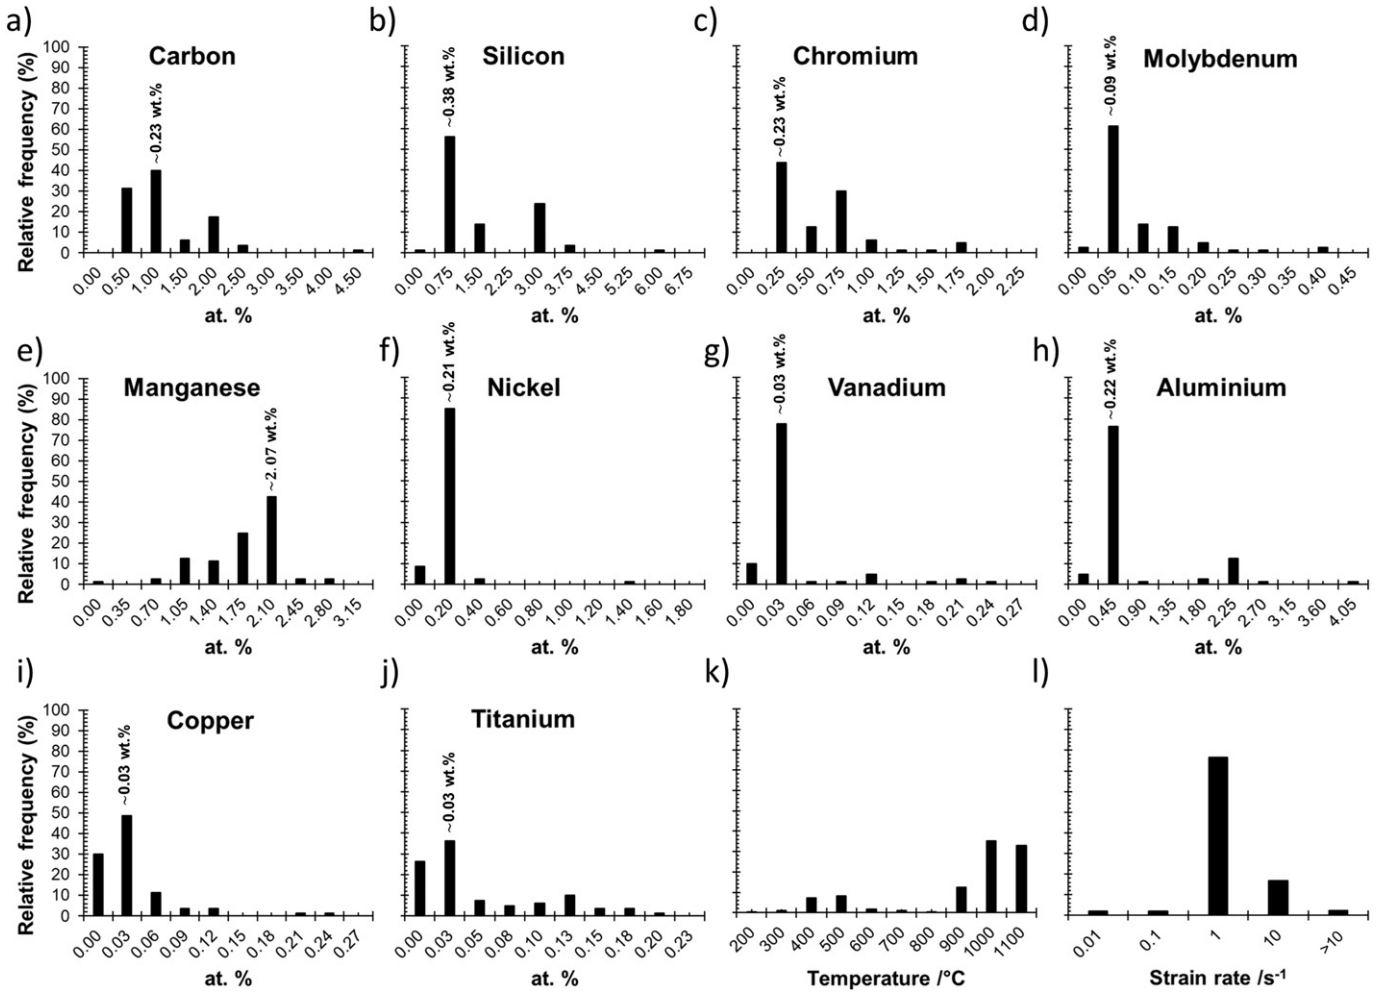 a)
Carbon
Relative frequency (%)
100
90
80
70
60
50
40
30
20
10
0
~0.23 wt.%
0.00 0.50 1.00 1.50 2.00 2.50 3.00 3.50 4.00 4.50
at. %
b)
Silicon
~0.38 wt.%
0.00 0.75 1.50 2.25 3.00 3.75 4.50 5.25 6.00 6.75
at. %
c)
Chromium
~0.23 wt.%
0.00 0.25 0.50 0.75 1.00 1.25 1.50 1.75 2.00 2.25
at. %
d)
Molybdenum
~0.09 wt.%
0.00 0.05 0.10 0.15 0.20 0.25 0.30 0.35 0.40 0.45
at. %
e)
Manganese
Relative frequency (%)
100
90
80
70
60
50
40
30
20
10
0
~2.07 wt.%
0.00 0.35 0.70 1.05 1.40 1.75 2.10 2.45 2.80 3.15
at. %
f)
Nickel
~0.21 wt.%
0.00 0.20 0.40 0.60 0.80 1.00 1.20 1.40 1.60 1.80
at. %
g)
Vanadium
~0.03 wt.%
0.00 0.03 0.06 0.09 0.12 0.15 0.18 0.21 0.24 0.27
at. %
h)
Aluminium
~0.22 wt.%
0.00 0.45 0.90 1.35 1.80 2.25 2.70 3.15 3.60 4.05
at. %
i)
Copper
Relative frequency (%)
100
90
80
70
60
50
40
30
20
10
0
~0.03 wt.%
0.00 0.03 0.06 0.09 0.12 0.15 0.18 0.21 0.24 0.27
at. %
j)
Titanium
~0.03 wt.%
0.00 0.03 0.05 0.08 0.10 0.13 0.15 0.18 0.20 0.23
at. %
k)
200 300 400 500 600 700 800 900 1000 1100
Temperature /°C
l)
0.01 0.1 1 10 >10
Strain rate /s⁻¹